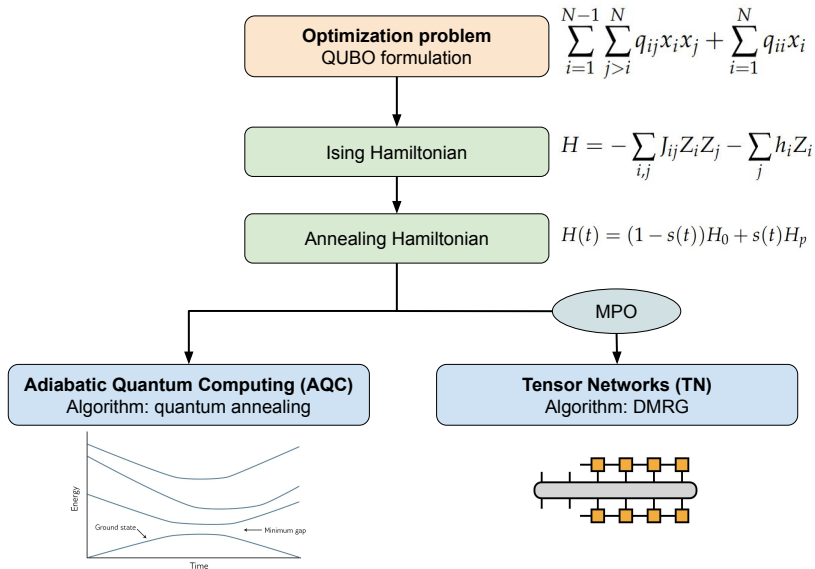 Optimization problem
QUBO formulation
\sum_{i=1}^{N-1} \sum_{j>i}^{N} q_{ij} x_i x_j + \sum_{i=1}^{N} q_{ii} x_i
Ising Hamiltonian
H = -\sum_{i,j} J_{ij} Z_i Z_j - \sum_{j} h_i Z_i
Annealing Hamiltonian
H(t) = (1 − s(t))H_0 + s(t)H_p
MPO
Adiabatic Quantum Computing (AQC)
Algorithm: quantum annealing
Tensor Networks (TN)
Algorithm: DMRG
Energy
Ground state
Minimum gap
Time